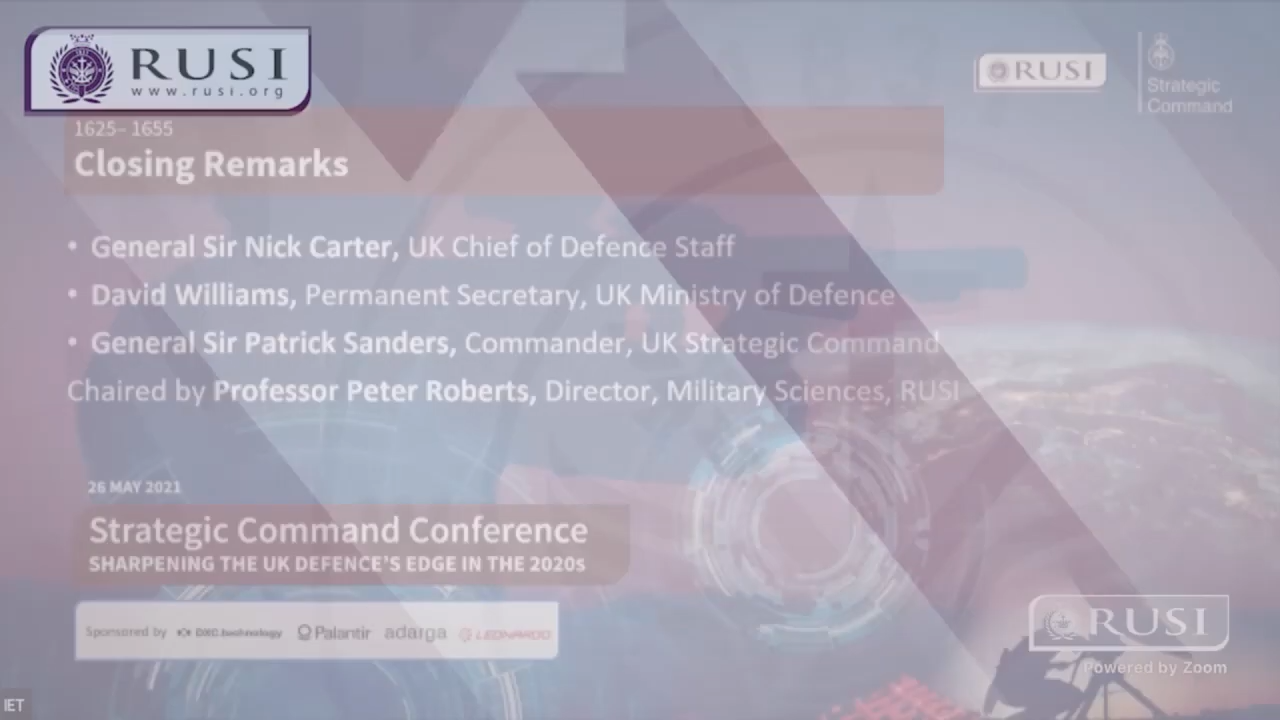 RUSI
www.rusi.org
RUSI
Strategic
Command
1625– 1655
Closing Remarks
• General Sir Nick Carter, UK Chief of Defence Staff
• David Williams, Permanent Secretary, UK Ministry of Defence
• General Sir Patrick Sanders, Commander, UK Strategic Command
Chaired by Professor Peter Roberts, Director, Military Sciences, RUSI
26 MAY 2021
Strategic Command Conference
SHARPENING THE UK DEFENCE'S EDGE IN THE 2020s
Sponsored by DXC.technology Palantir adarga LEONARDO
RUSI
Powered by Zoom
IET